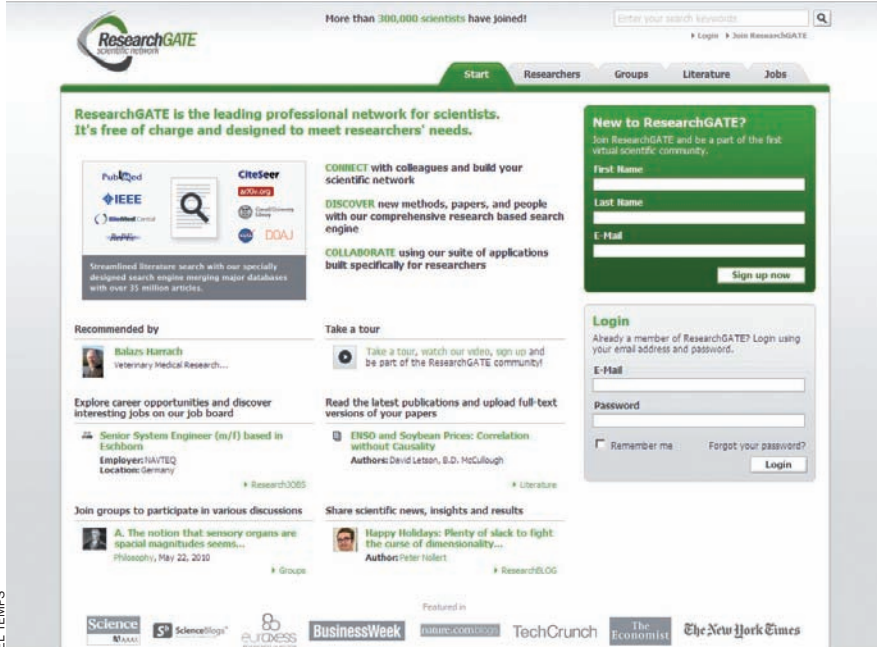 ResearchGATE
scientific network
More than 300,000 scientists have joined!
Enter your search keywords
Login Join ResearchGATE
Start Researchers Groups Literature Jobs
ResearchGATE is the leading professional network for scientists.
It's free of charge and designed to meet researchers' needs.
PubMed
IEEE
BioMed Central
RePEc
CiteSeer
arXiv.org
Cornell University
Library
NASA
DOAJ
Streamlined literature search with our specially
designed search engine merging major databases
with over 35 million articles.
CONNECT with colleagues and build your
scientific network
DISCOVER new methods, papers, and people
with our comprehensive research based search
engine
COLLABORATE using our suite of applications
built specifically for researchers
Recommended by
Balazs Harrach
Veterinary Medical Research...
Take a tour
Take a tour, watch our video, sign up and
be part of the ResearchGATE community!
Explore career opportunities and discover
interesting jobs on our job board
Senior System Engineer (m/f) based in
Eschborn
Employer: NAVTEQ
Location: Germany
ResearchJOBS
Read the latest publications and upload full-text
versions of your papers
ENSO and Soybean Prices: Correlation
without Causality
Authors: David Letson, B.D. McCullough
Literature
Join groups to participate in various discussions
A. The notion that sensory organs are
spacial magnitudes seems...
Philosophy, May 22, 2010
Groups
Share scientific news, insights and results
Happy Holidays: Plenty of slack to fight
the curse of dimensionality...
Author: Peter Nollert
ResearchBLOG
New to ResearchGATE?
Join ResearchGATE and be a part of the first
virtual scientific community.
First Name
Last Name
E-Mail
Sign up now
Login
Already a member of ResearchGATE? Login using
your email address and password.
E-Mail
Password
Remember me Forgot your password?
Login
Featured in
Science
AAAS
Sb ScienceBlogs
euraxess
BusinessWeek
nature.com blogs
TechCrunch
The
Economist
The New York Times
EL TEMPS